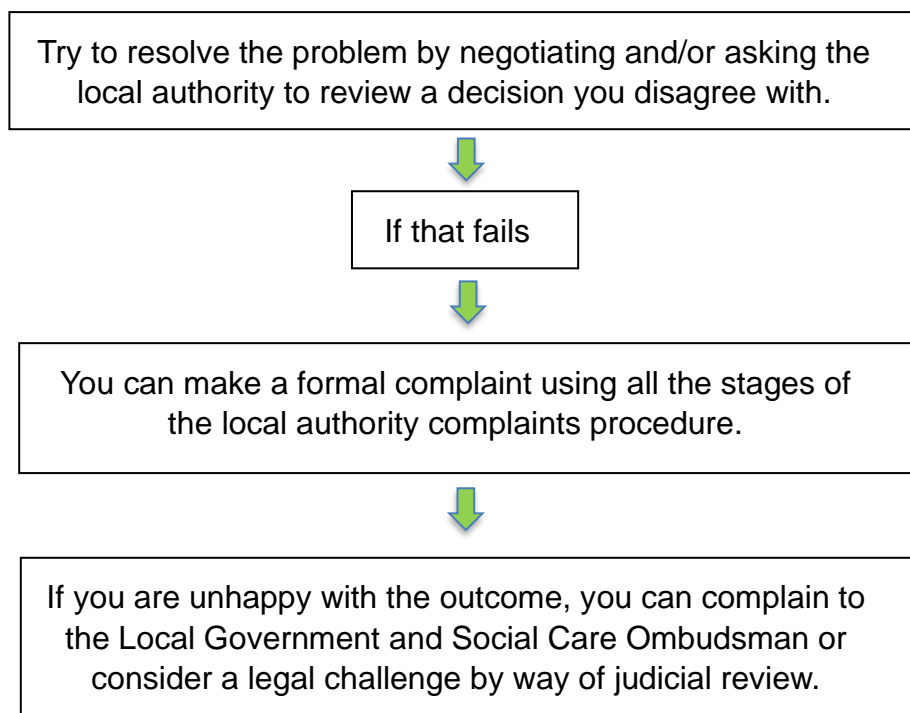 Try to resolve the problem by negotiating and/or asking the
local authority to review a decision you disagree with.
If that fails
You can make a formal complaint using all the stages of
the local authority complaints procedure.
If you are unhappy with the outcome, you can complain to
the Local Government and Social Care Ombudsman or
consider a legal challenge by way of judicial review.